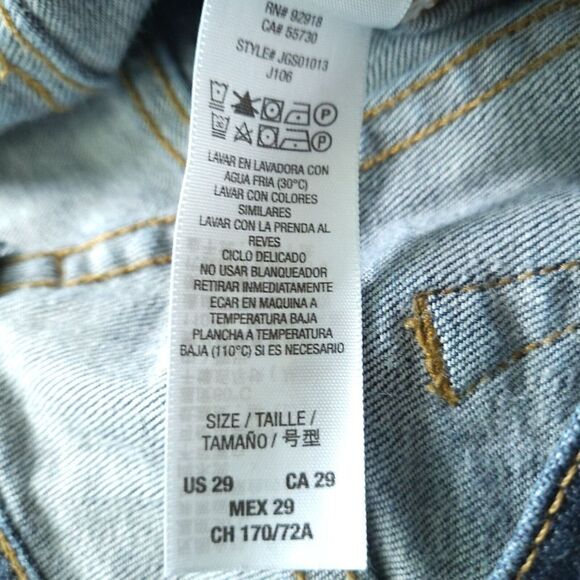 RN# 92918
CA# 55730
STYLE# JGS01013
J106
LAVAR EN LAVADORA CON
AGUA FRIA (30°C)
LAVAR CON COLORES
SIMILARES
LAVAR CON LA PRENDA AL
REVES
CICLO DELICADO
NO USAR BLANQUEADOR
RETIRAR INMEDIATAMENTE
ECAR EN MAQUINA A
TEMPERATURA BAJA
PLANCHA A TEMPERATURA
BAJA (110°C) SI ES NECESARIO
SIZE / TAILLE /
TAMAÑO / 号型
US 29 CA 29
MEX 29
CH 170/72A